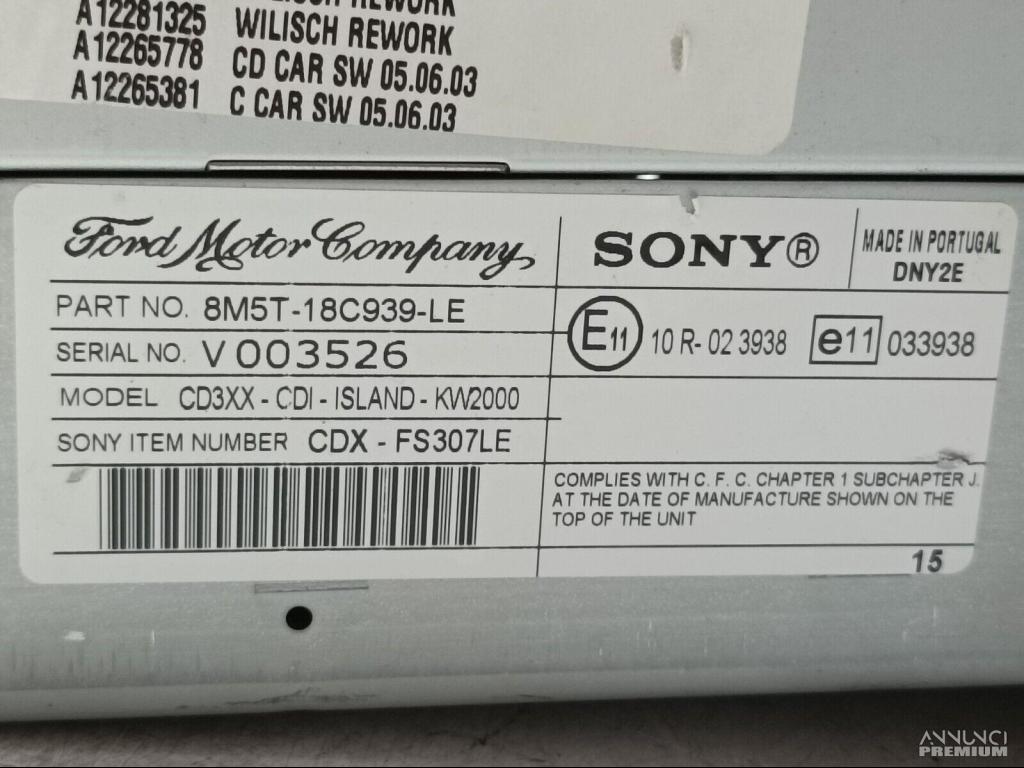 WILISCH REWORK
A12281325 WILISCH REWORK
A12265778 CD CAR SW 05.06.03
A12265381 C CAR SW 05.06.03
Ford Motor Company,
SONY®
MADE IN PORTUGAL
DNY2E
PART NO. 8M5T-18C939-LE
SERIAL NO. V003526
E11 10 R- 02 3938 e11 033938
MODEL CD3XX - CDI - ISLAND - KW2000
SONY ITEM NUMBER CDX - FS307LE
COMPLIES WITH C. F. C. CHAPTER 1 SUBCHAPTER J.
AT THE DATE OF MANUFACTURE SHOWN ON THE
TOP OF THE UNIT
15
ANNUNCI
PREMIUM